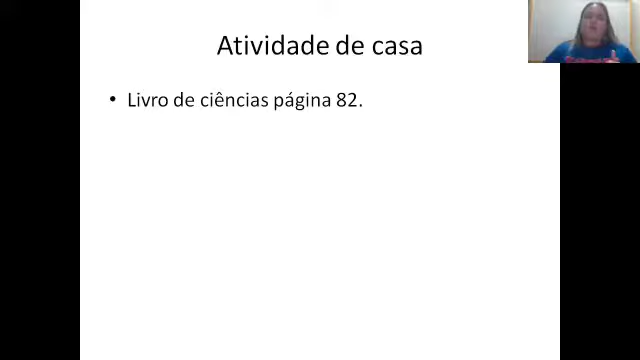 Atividade de casa
• Livro de ciências página 82.